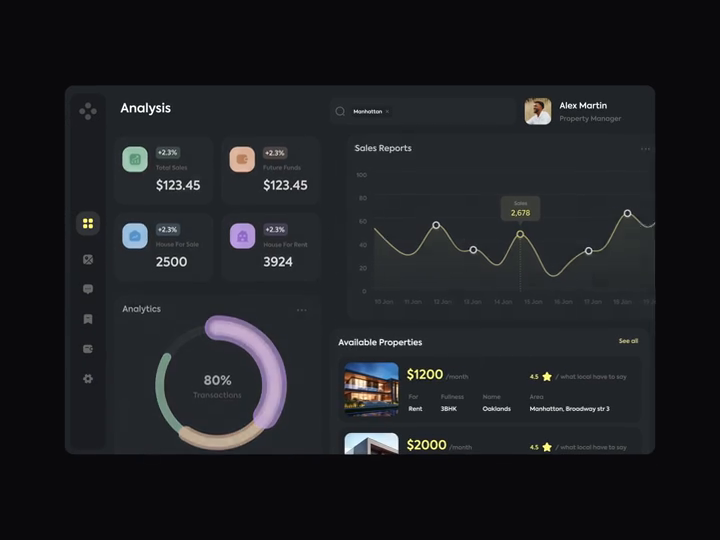 Analysis
Manhattan ×
Alex Martin
Property Manager
+2.3%
Total Sales
$123.45
+2.3%
Future Funds
$123.45
+2.3%
House For Sale
2500
+2.3%
House For Rent
3924
Sales Reports
100
80
60
40
20
0
Sales
2,678
10 Jan
11 Jan
12 Jan
13 Jan
14 Jan
15 Jan
16 Jan
17 Jan
18 Jan
19 J
Analytics
80%
Transactions
Available Properties
See all
$1200 /month
4.5 / what local have to say
For Fullness Name Area
Rent 3BHK Oaklands Manhattan, Broadway str 3
$2000 /month
4.5 / what local have to say